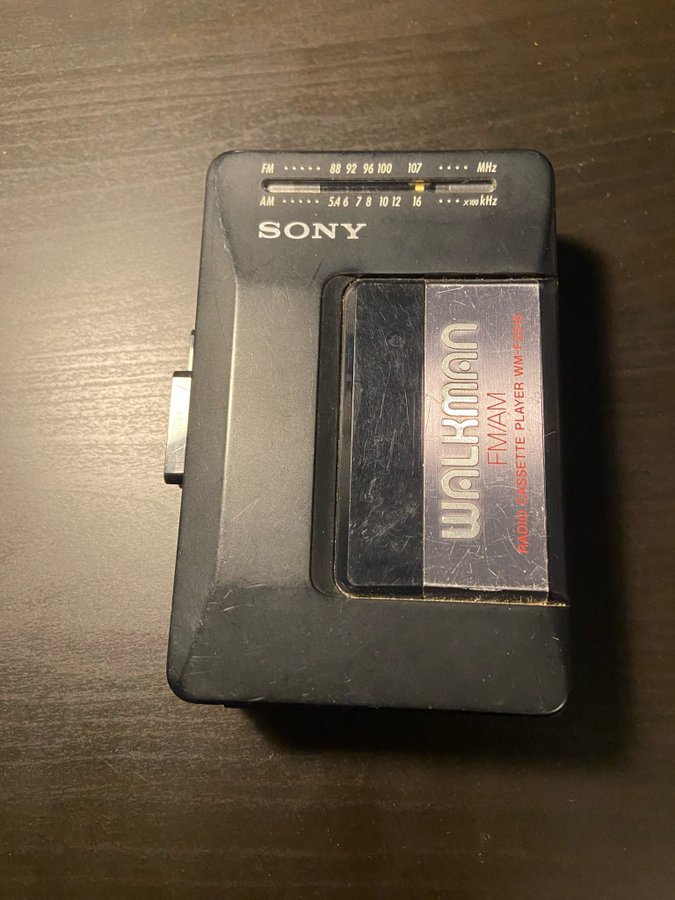 FM ····· 88 92 96 100 107 ···· MHz
AM ····· 5.4 6 7 8 10 12 16 ··· x100 kHz
SONY
WALKMAN
FM/AM
RADIO CASSETTE PLAYER